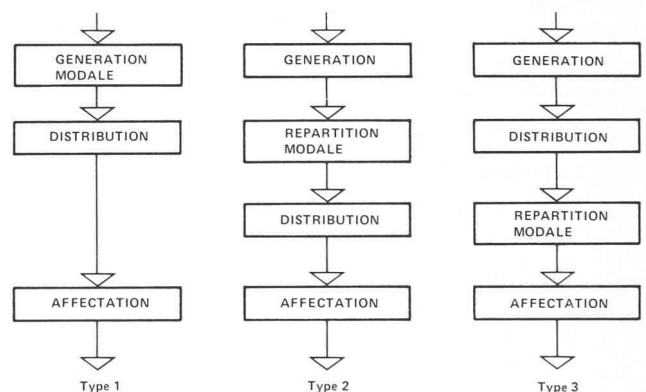 GENERATION
MODALE
DISTRIBUTION
AFFECTATION
Type 1
GENERATION
REPARTITION
MODALE
DISTRIBUTION
AFFECTATION
Type 2
GENERATION
DISTRIBUTION
REPARTITION
MODALE
AFFECTATION
Type 3